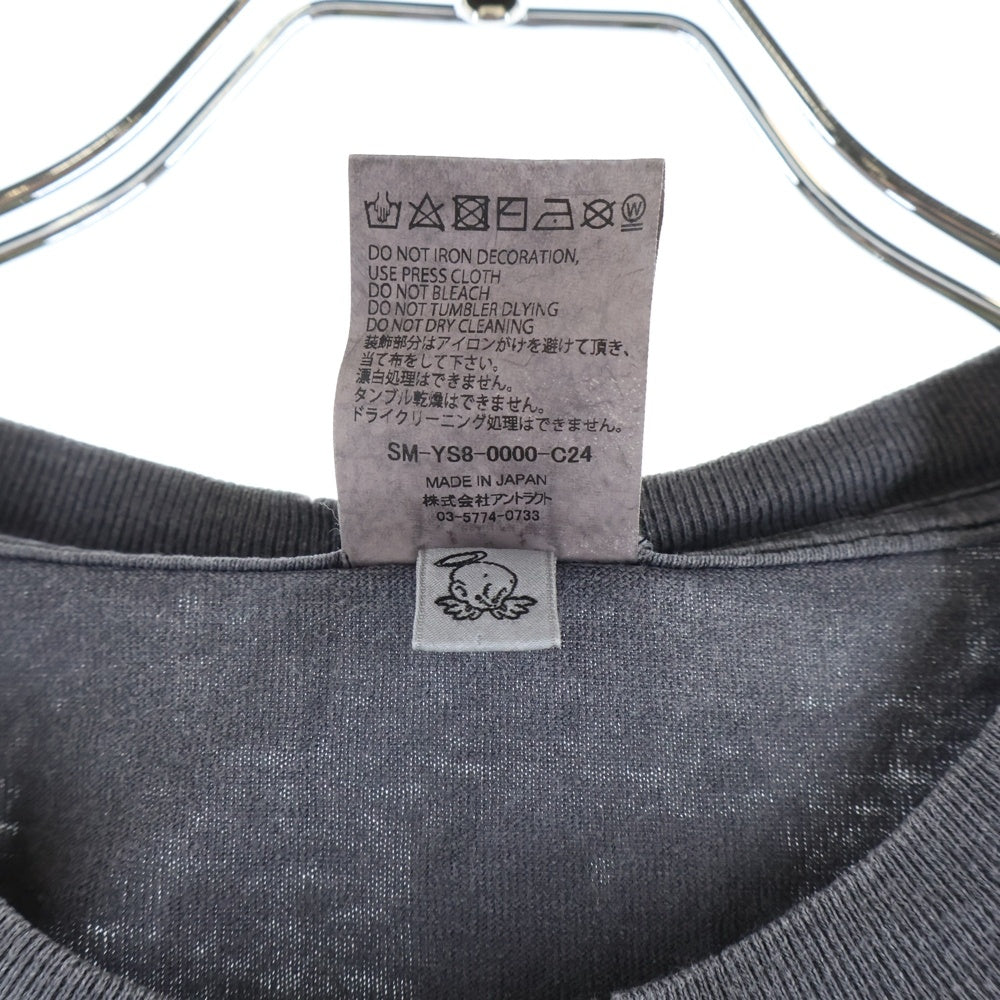 W
DO NOT IRON DECORATION,
USE PRESS CLOTH
DO NOT BLEACH
DO NOT TUMBLER DLYING
DO NOT DRY CLEANING
装飾部分はアイロンがけを避けて頂き、
当て布をして下さい。
漂白処理はできません。
タンブル乾燥はできません。
ドライクリーニング処理はできません。
SM-YS8-0000-C24
MADE IN JAPAN
株式会社アントラクト
03-5774-0733